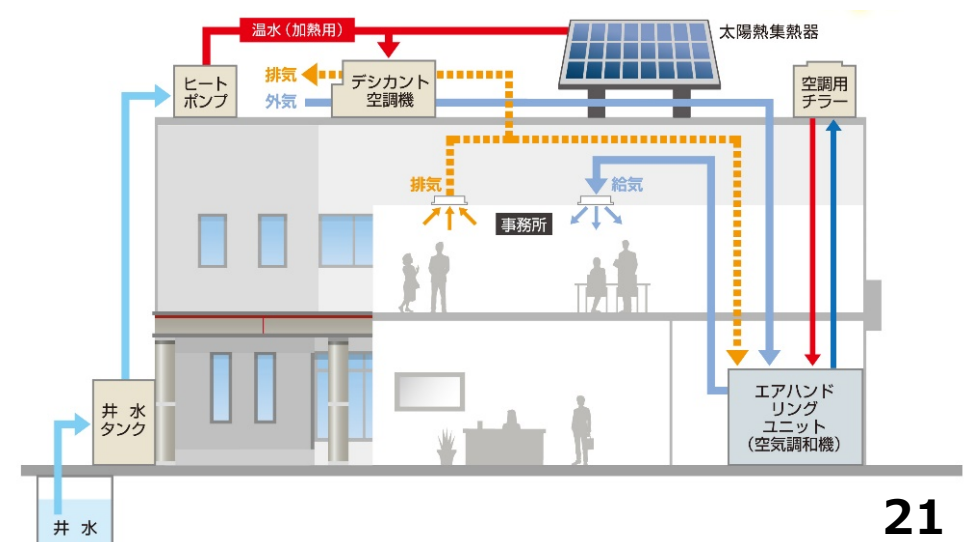 温水（加熱用）
太陽熱集熱器
ヒート
ポンプ
排気
外気
デシカント
空調機
空調用
チラー
排気
給気
事務所
井 水
タンク
エアハンド
リング
ユニット
（空気調和機）
井 水
21